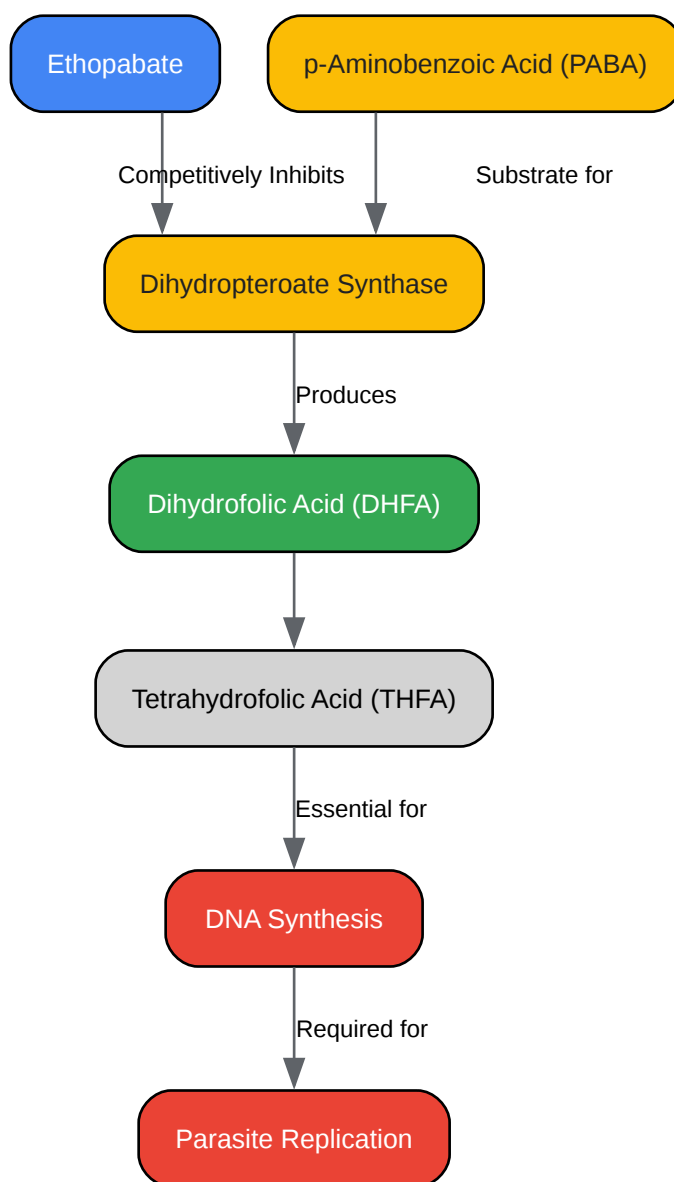 Ethopabate
p-Aminobenzoic Acid (PABA)
Competitively Inhibits
Substrate for
Dihydropteroate Synthase
Produces
Dihydrofolic Acid (DHFA)
Tetrahydrofolic Acid (THFA)
Essential for
DNA Synthesis
Required for
Parasite Replication